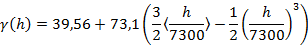 γ(h) = 39,56 + 73,1 (3/2 ⟨h/7300⟩ − 1/2 (h/7300)³)